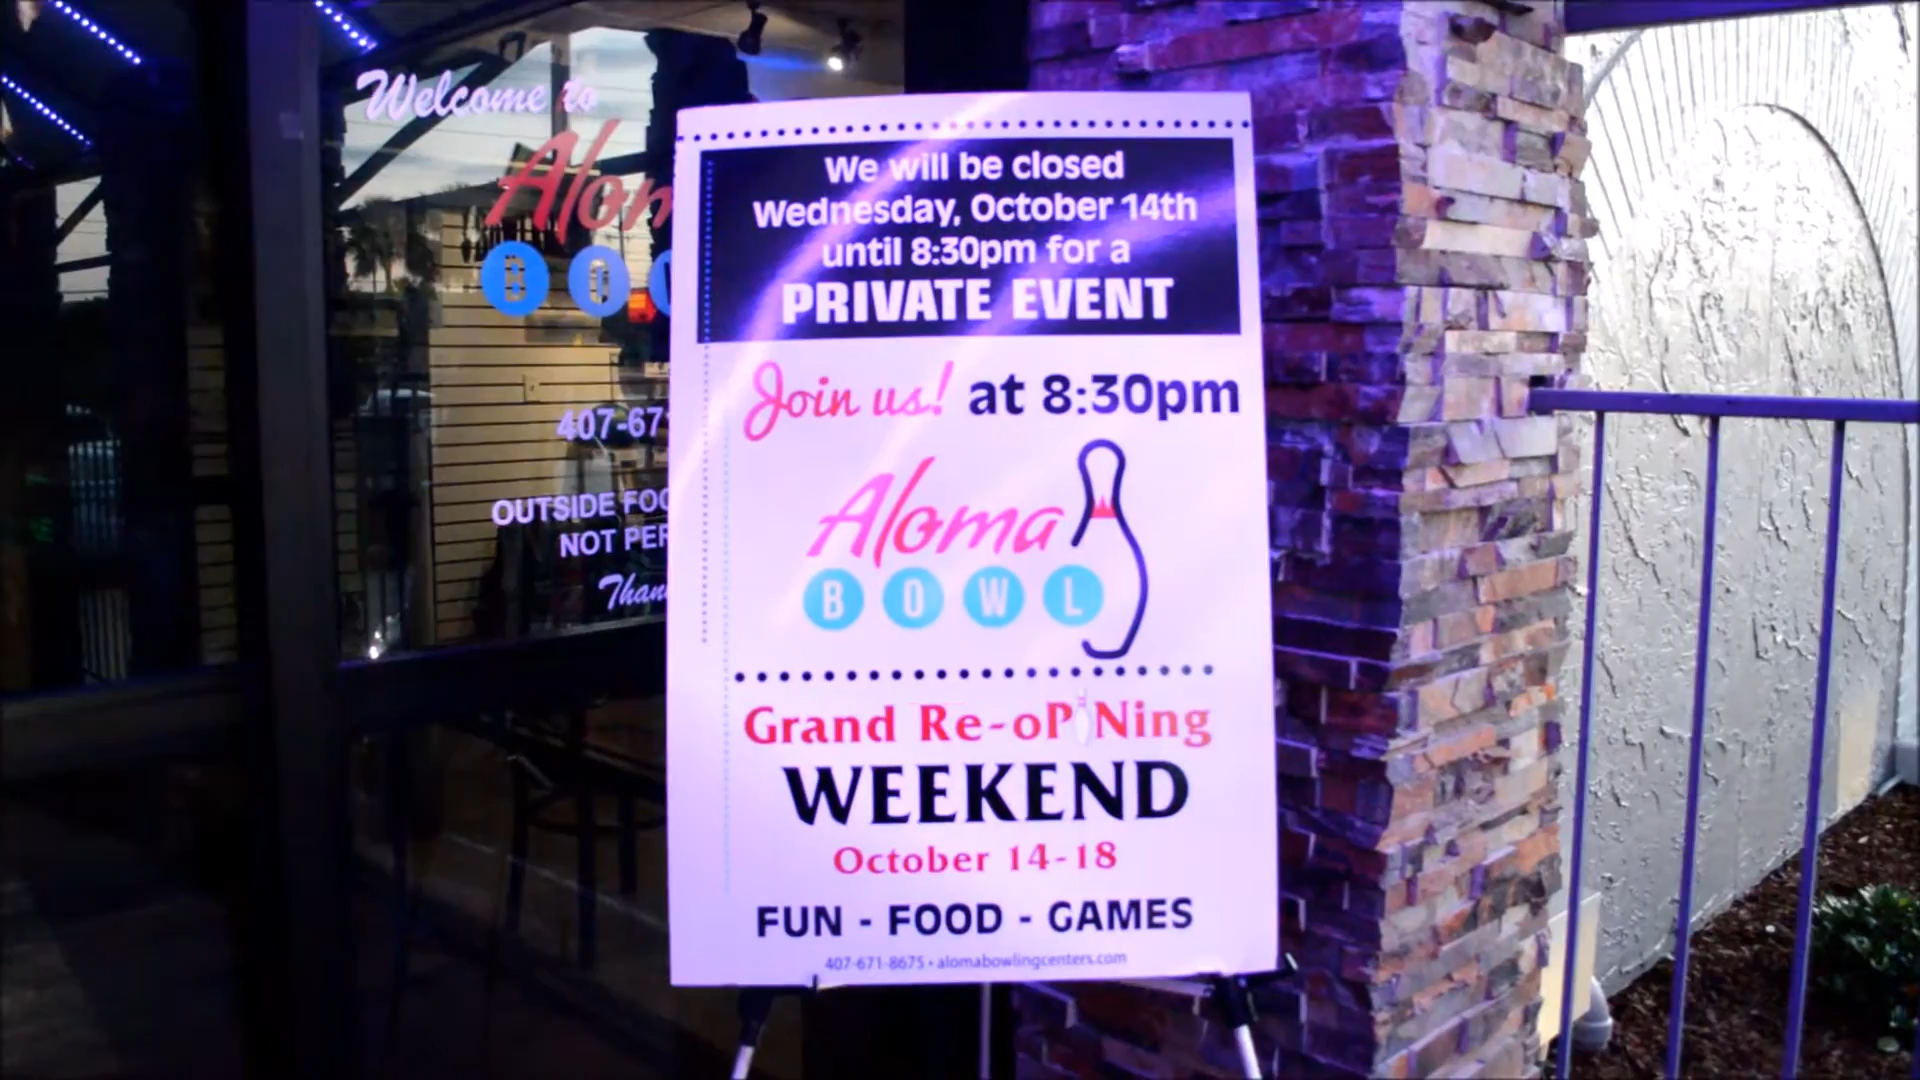 Welcome to
Alom
BO
407-67
OUTSIDE FOO
NOT PER
Than
We will be closed
Wednesday, October 14th
until 8:30pm for a
PRIVATE EVENT
Join us! at 8:30pm
Aloma
BOWL
Grand Re-oPiNing
WEEKEND
October 14-18
FUN - FOOD - GAMES
407-671-8675 • alomabowlingcenters.com